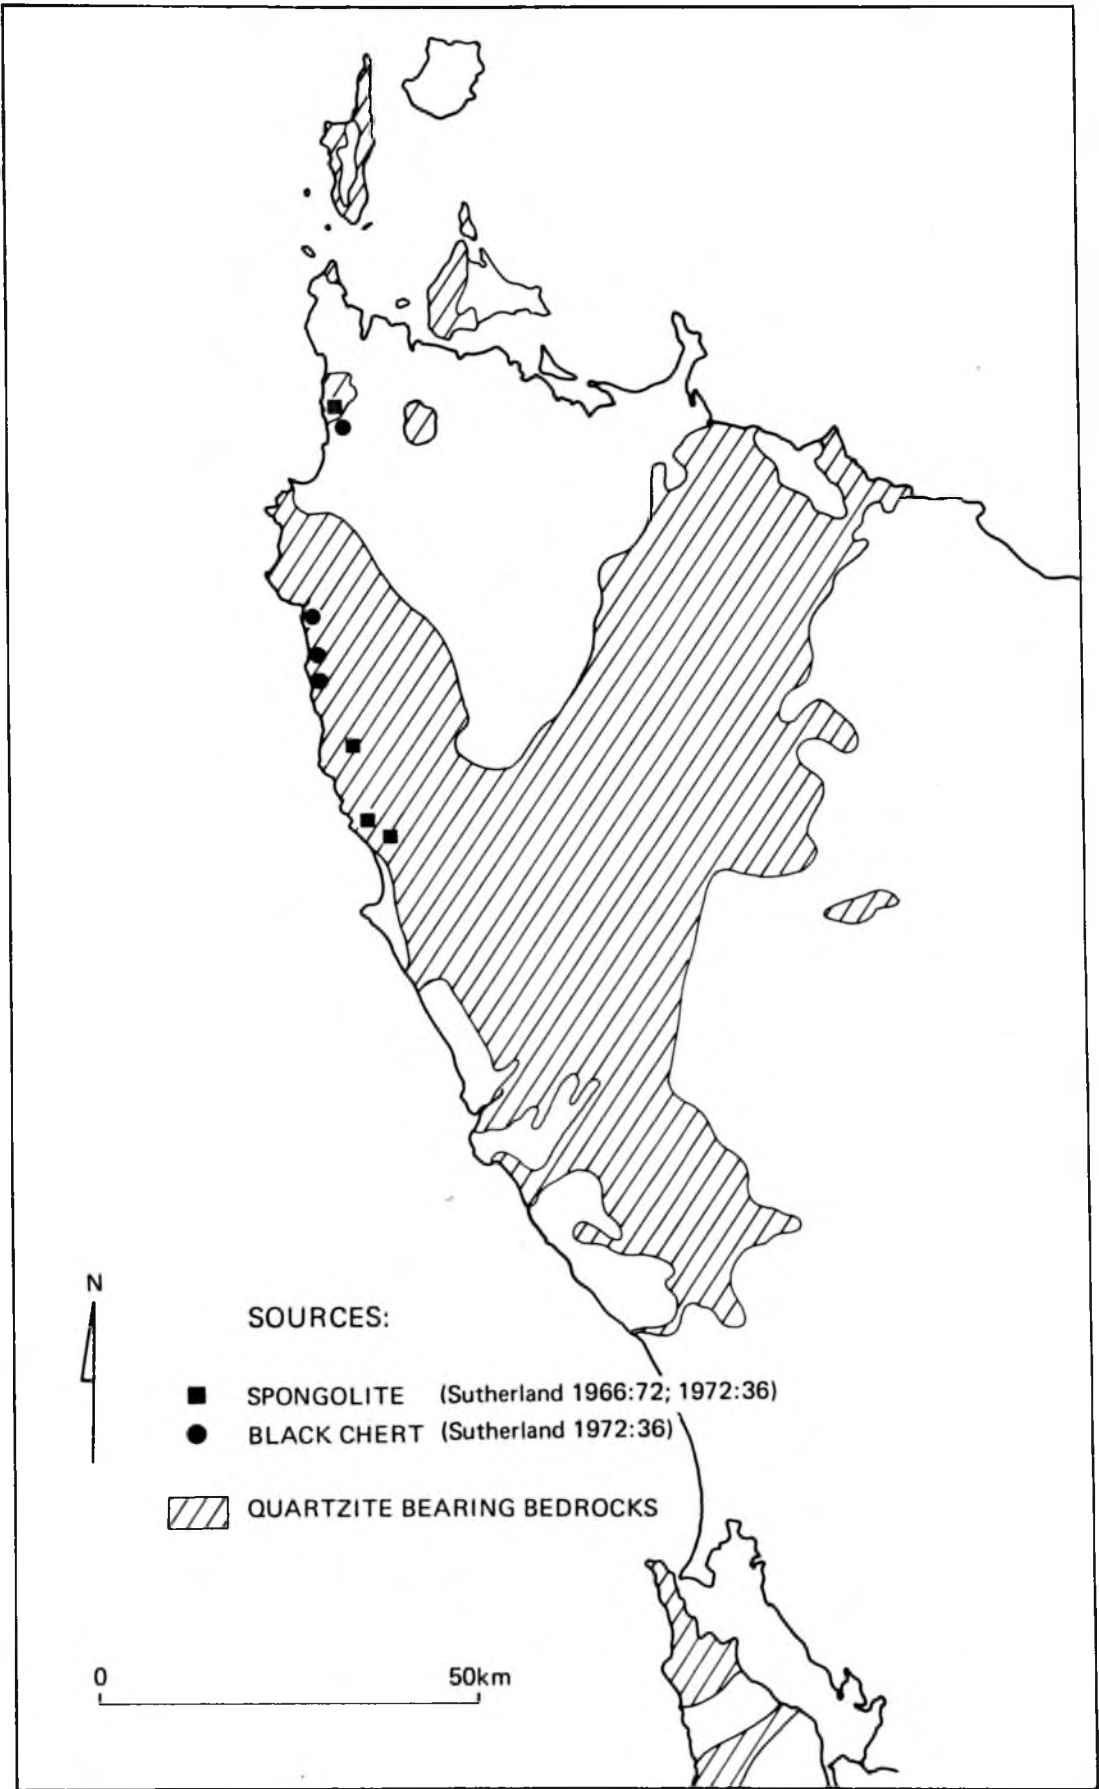 N
SOURCES:
SPONGOLITE (Sutherland 1966:72; 1972:36)
BLACK CHERT (Sutherland 1972:36)
QUARTZITE BEARING BEDROCKS
0 50km